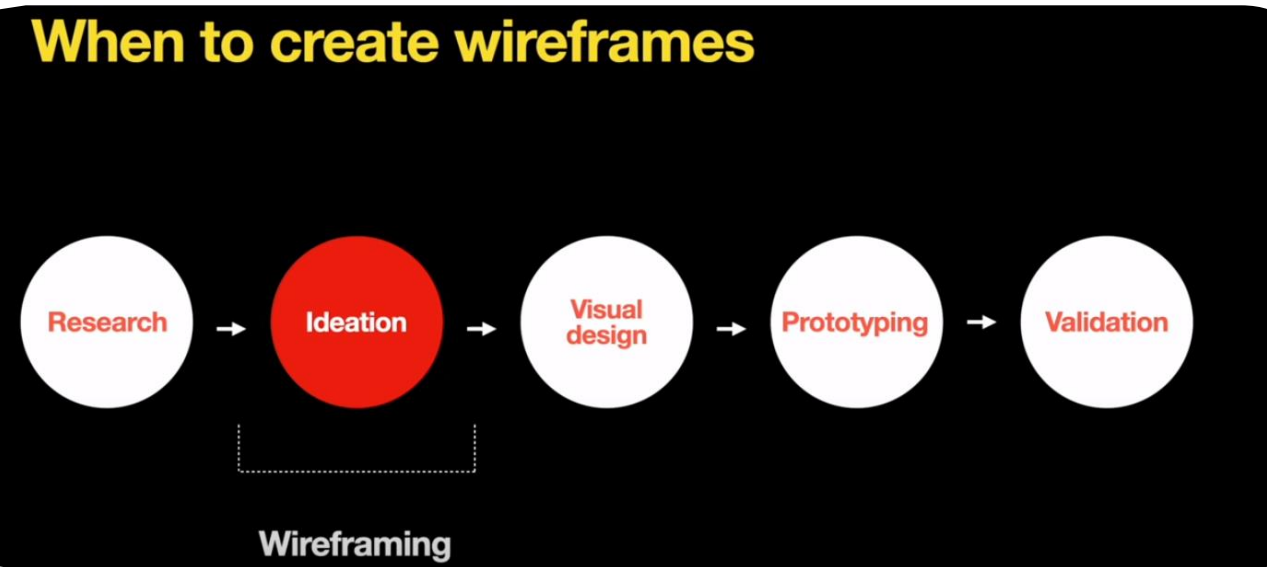 When to create wireframes
Research
Ideation
Visual
design
Prototyping
Validation
Wireframing